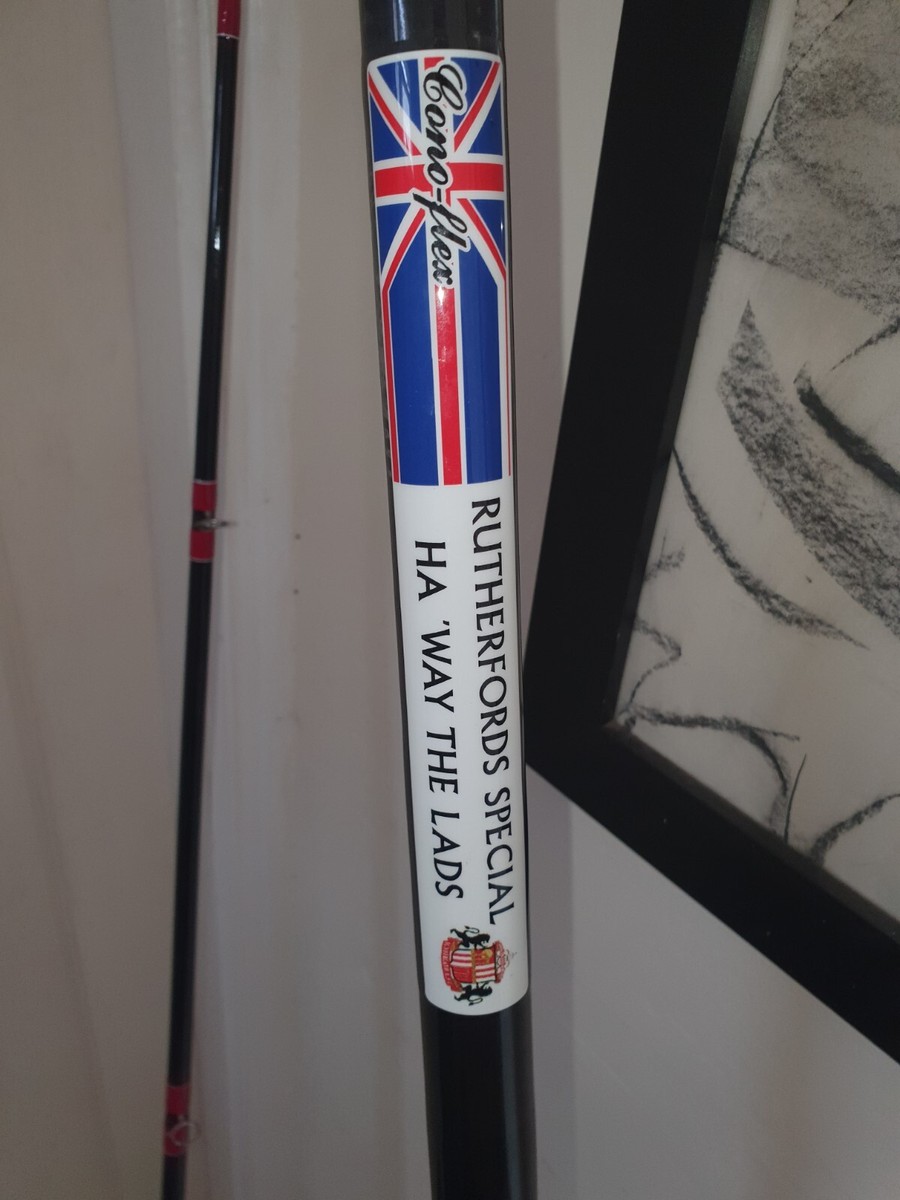 Cono-flex
RUTHERFORDS SPECIAL
HA 'WAY THE LADS